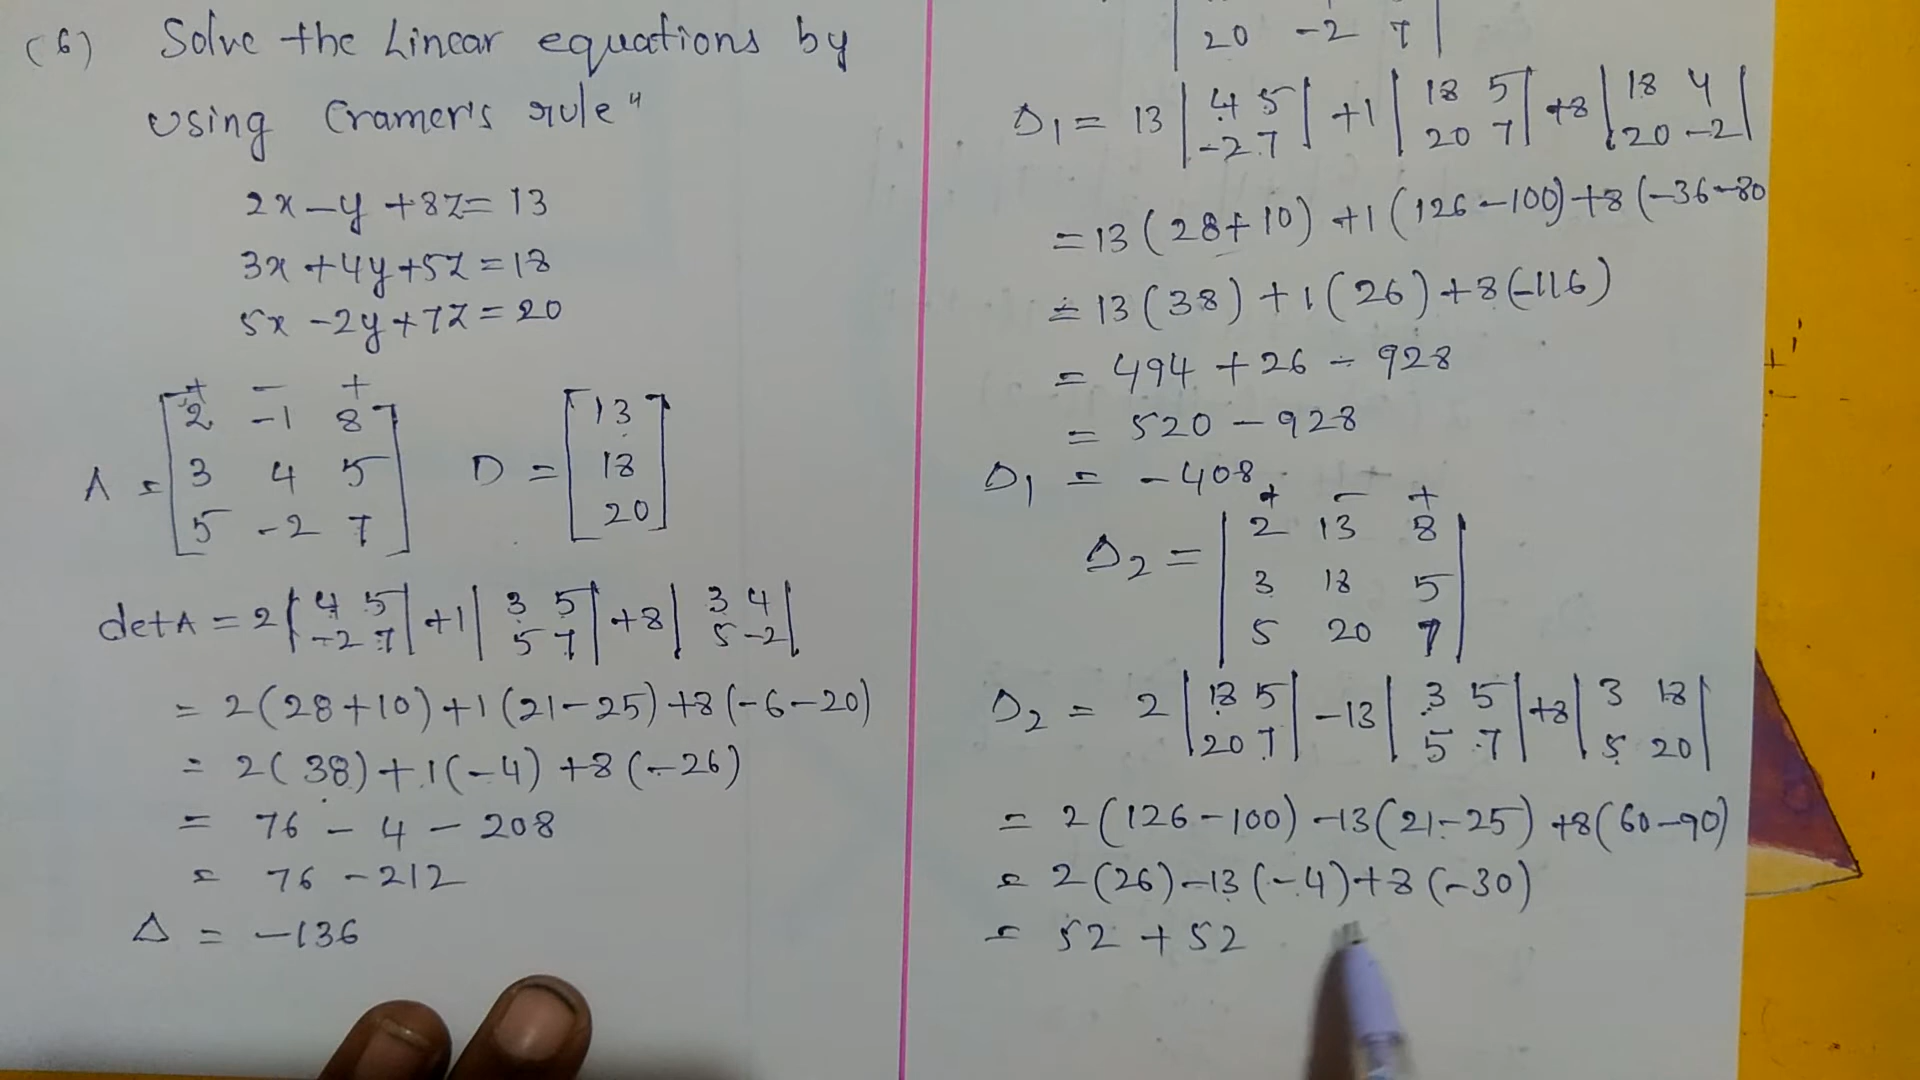 (6) Solve the Linear equations by
using Cramer's rule"
2x-y+8z=13
3x+4y+5z=18
5x-2y+7z=20
+ - +
A = [2 -1 8
3 4 5
5 -2 7]
D = [13
18
20]
detA = 2|4 5 -2 7| +1|3 5 5 7| +8|3 4 5 -2|
= 2(28+10)+1(21-25)+8(-6-20)
= 2(38)+1(-4)+8(-26)
= 76-4-208
= 76-212
Δ = -136
20 -2 7
Δ1 = 13|4 5 -2 7| +1|18 5 20 7| +8|18 4 20 -2|
= 13(28+10)+1(126-100)+8(-36-80
= 13(38)+1(26)+8(-116)
= 494+26-928
= 520-928
Δ1 = -408
+ - +
Δ2 = |2 13 8
3 18 5
5 20 7|
Δ2 = 2|18 5 20 7| -13|3 5 5 7| +8|3 18 5 20|
= 2(126-100)-13(21-25)+8(60-90)
= 2(26)-13(-4)+8(-30)
= 52+52